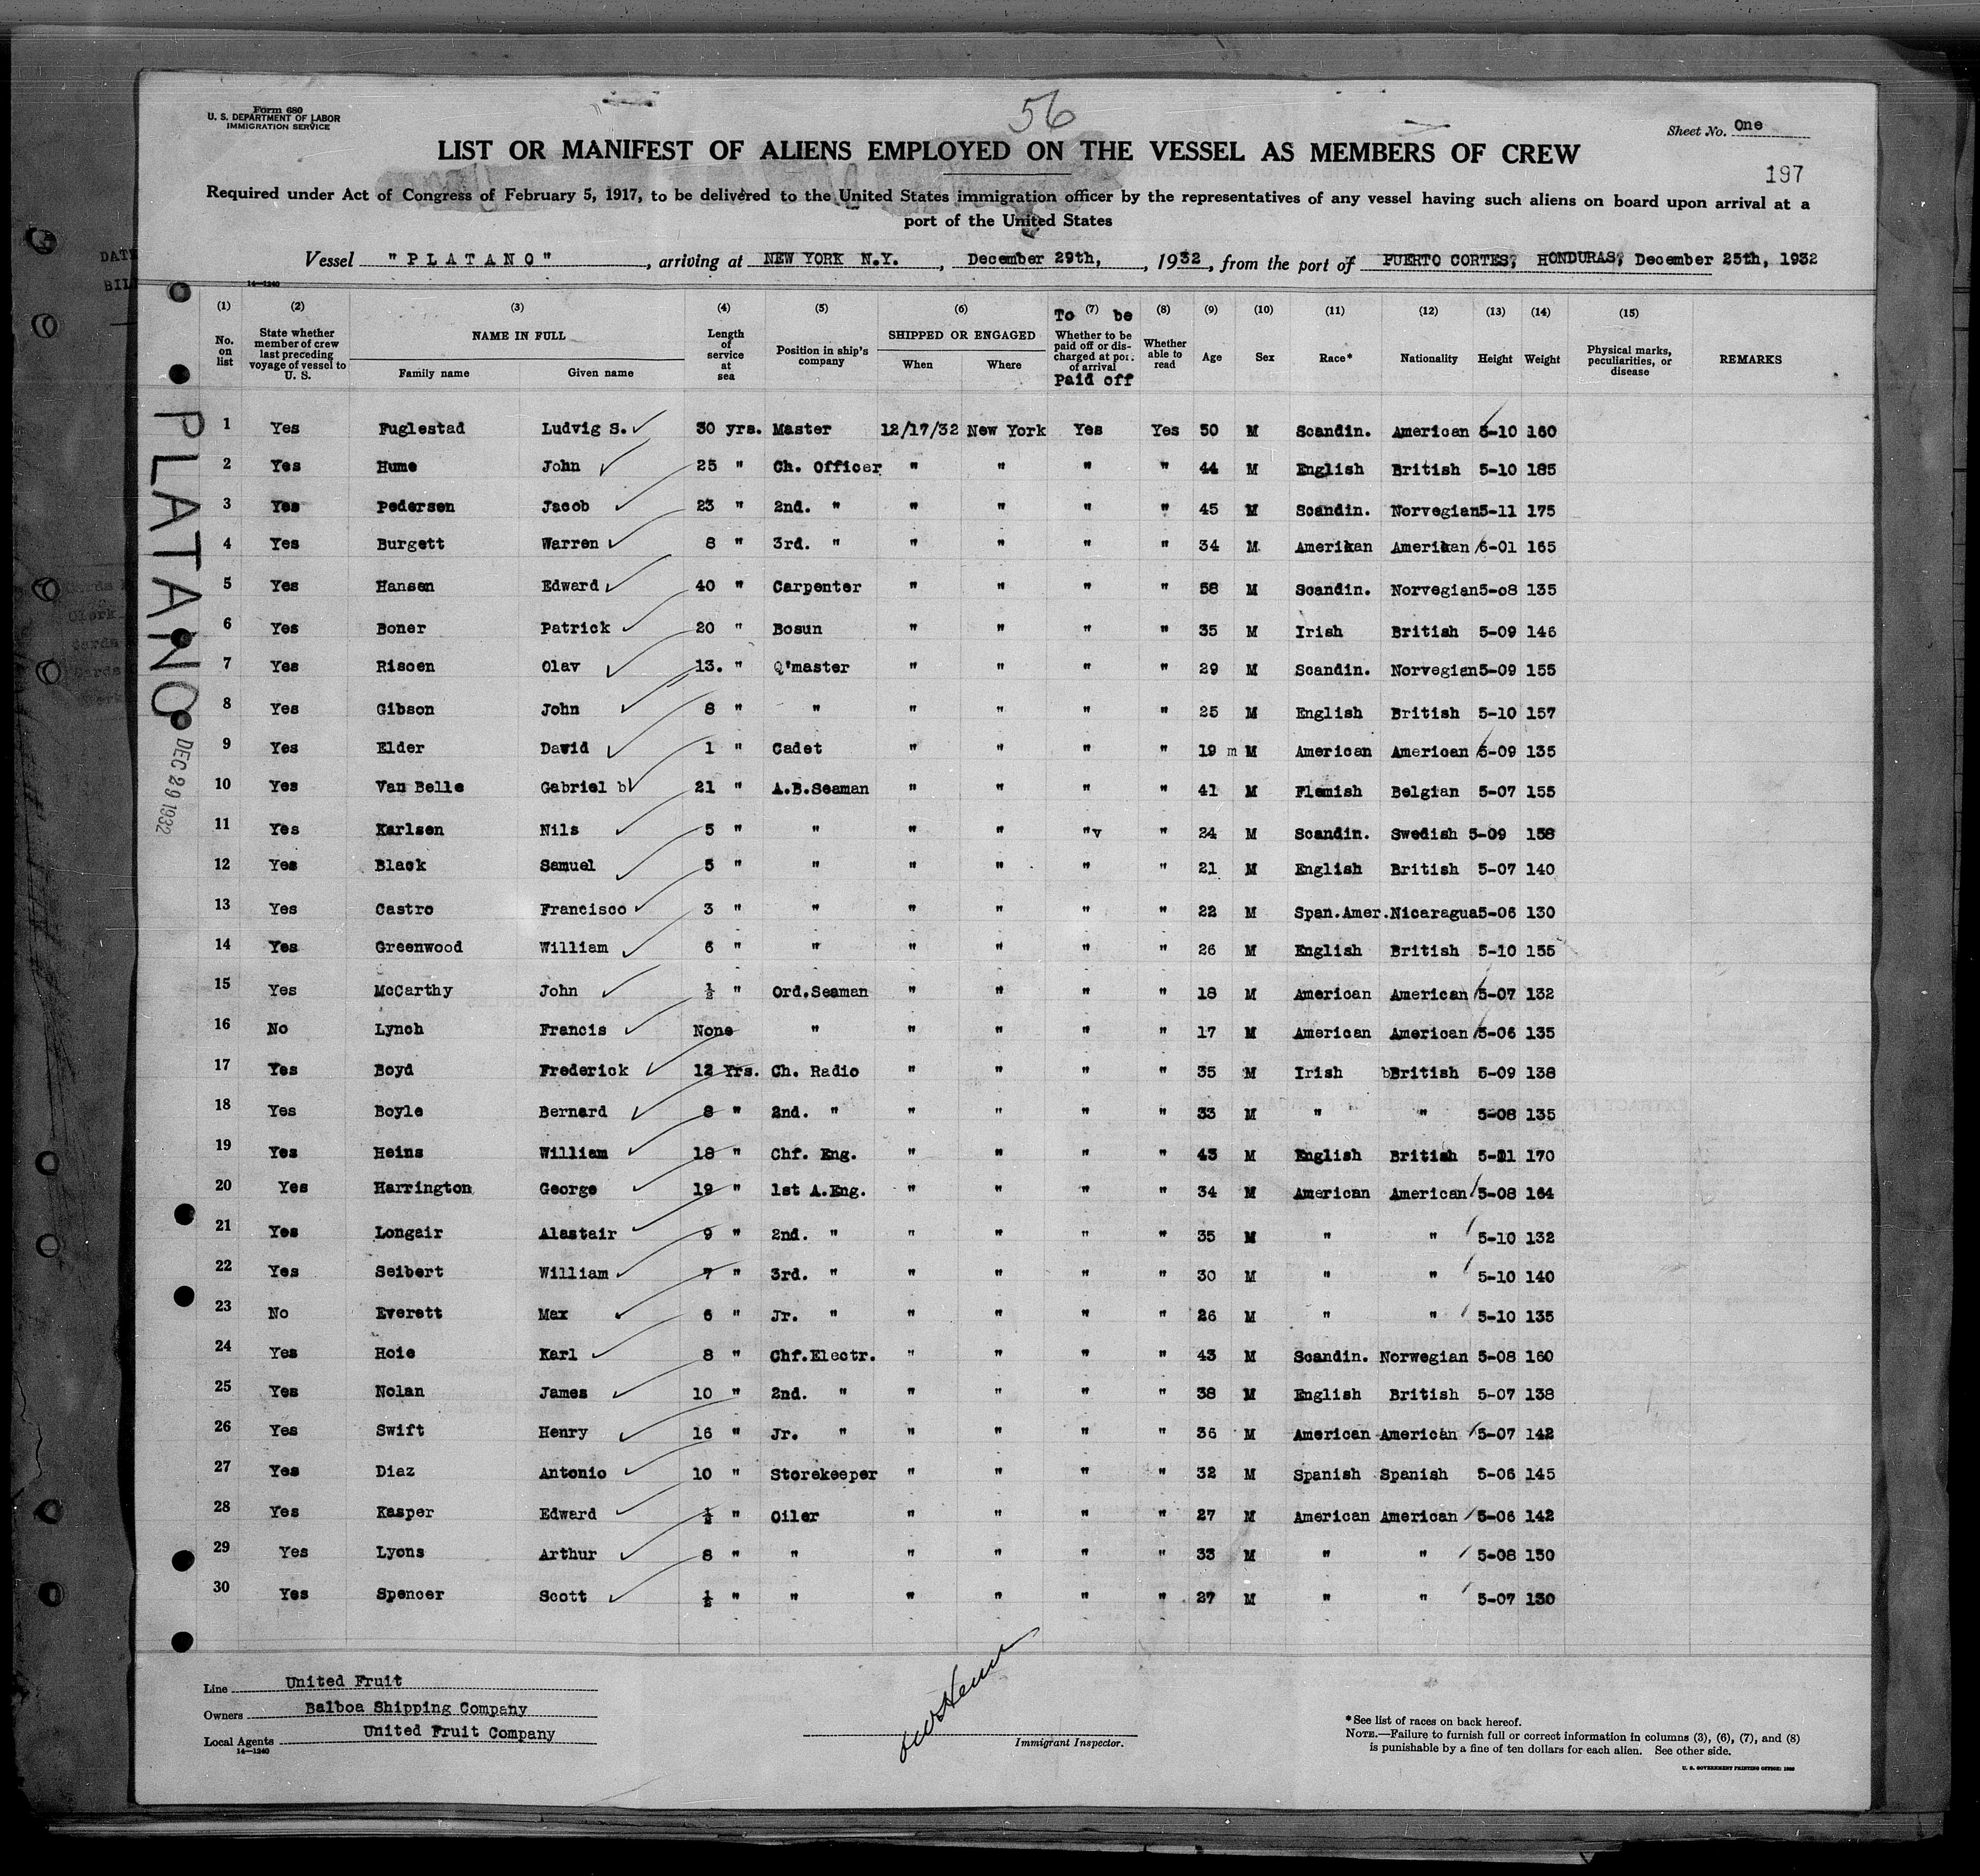 56
Form 680
U. S. DEPARTMENT OF LABOR
IMMIGRATION SERVICE
Sheet No. One
LIST OR MANIFEST OF ALIENS EMPLOYED ON THE VESSEL AS MEMBERS OF CREW
197
Required under Act of Congress of February 5, 1917, to be delivered to the United States immigration officer by the representatives of any vessel having such aliens on board upon arrival at a
port of the United States
Vessel "PLATANO", arriving at NEW YORK N.Y., December 29th, , 1932, from the port of PUERTO CORTES, HONDURAS, December 25th, 1932
14—1240
(1) No. on list (2) State whether member of crew last preceding voyage of vessel to U. S. (3) NAME IN FULL Family name Given name (4) Length of service at sea (5) Position in ship's company (6) SHIPPED OR ENGAGED When Where To (7) be Whether to be paid off or discharged at port of arrival Paid off (8) Whether able to read (9) Age (10) Sex (11) Race* (12) Nationality (13) Height (14) Weight (15) Physical marks, peculiarities, or disease REMARKS
1 Yes Fuglestad Ludvig S. 30 yrs. Master 12/17/32 New York Yes Yes 50 M Scandin. American 5-10 160
2 Yes Hume John 25 " Ch. Officer " " " " 44 M English British 5-10 185
3 Yes Pedersen Jacob 23 " 2nd. " " " " " 45 M Scandin. Norwegian5-11 175
4 Yes Burgett Warren 8 " 3rd. " " " " " 34 M Amerikan Amerikan 6-01 165
5 Yes Hansen Edward 40 " Carpenter " " " " 58 M Scandin. Norwegian5-08 135
6 Yes Boner Patrick 20 " Bosun " " " " 35 M Irish British 5-09 146
7 Yes Risoen Olav 13. " Q'master " " " " 29 M Scandin. Norwegian5-09 155
8 Yes Gibson John 8 " " " " " " 25 M English British 5-10 157
9 Yes Elder David 1 " Cadet " " " " 19 m M American American 5-09 135
10 Yes Van Belle Gabriel b 21 " A.B.Seaman " " " " 41 M Flemish Belgian 5-07 155
11 Yes Karlsen Nils 5 " " " " "v " 24 M Scandin. Swedish 5-09 158
12 Yes Black Samuel 5 " " " " " " 21 M English British 5-07 140
13 Yes Castro Francisco 3 " " " " " " 22 M Span.Amer.Nicaragua5-06 130
14 Yes Greenwood William 6 " " " " " " 26 M English British 5-10 155
15 Yes McCarthy John ½ " Ord.Seaman " " " " 18 M American American 5-07 132
16 No Lynch Francis None " " " " " 17 M American American 5-06 135
17 Yes Boyd Frederick 12 Yrs. Ch. Radio " " " " 35 M Irish bBritish 5-09 138
18 Yes Boyle Bernard 8 " 2nd. " " " " " 33 M " " 5-08 135
19 Yes Heins William 18 " Chf. Eng. " " " " 43 M English British 5-11 170
20 Yes Harrington George 19 " 1st A.Eng. " " " " 34 M American American 5-08 164
21 Yes Longair Alastair 9 " 2nd. " " " " " 35 M " " 5-10 132
22 Yes Seibert William 7 " 3rd. " " " " " 30 M " " 5-10 140
23 No Everett Max 6 " Jr. " " " " " 26 M " " 5-10 135
24 Yes Hoie Karl 8 " Chf.Electr. " " " " 43 M Scandin. Norwegian 5-08 160
25 Yes Nolan James 10 " 2nd. " " " " " 38 M English British 5-07 138
26 Yes Swift Henry 16 " Jr. " " " " " 36 M American American 5-07 142
27 Yes Diaz Antonio 10 " Storekeeper " " " " 32 M Spanish Spanish 5-06 145
28 Yes Kasper Edward ½ " Oiler " " " " 27 M American American 5-06 142
29 Yes Lyons Arthur 8 " " " " " " 33 M " " 5-08 150
30 Yes Spencer Scott ½ " " " " " " 27 M " " 5-07 130
PLATANO
DEC 29 1932
Line United Fruit
Owners Balboa Shipping Company
Local Agents United Fruit Company
14—1240
Immigrant Inspector.
*See list of races on back hereof.
NOTE.—Failure to furnish full or correct information in columns (3), (6), (7), and (8)
is punishable by a fine of ten dollars for each alien. See other side.